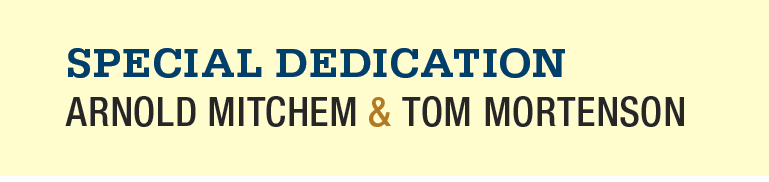 SPECIAL DEDICATION
ARNOLD MITCHEM & TOM MORTENSON